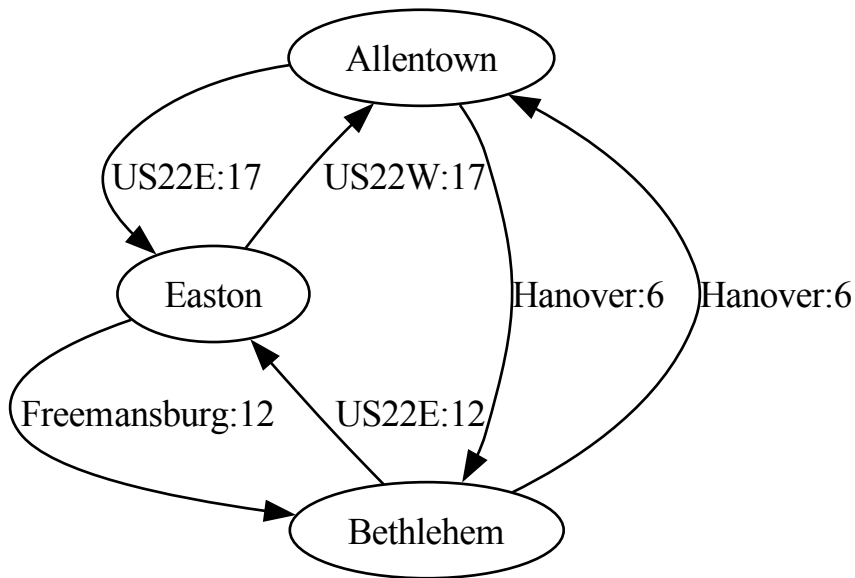 Allentown
US22E:17
US22W:17
Easton
Hanover:6
Hanover:6
Freemansburg:12
US22E:12
Bethlehem